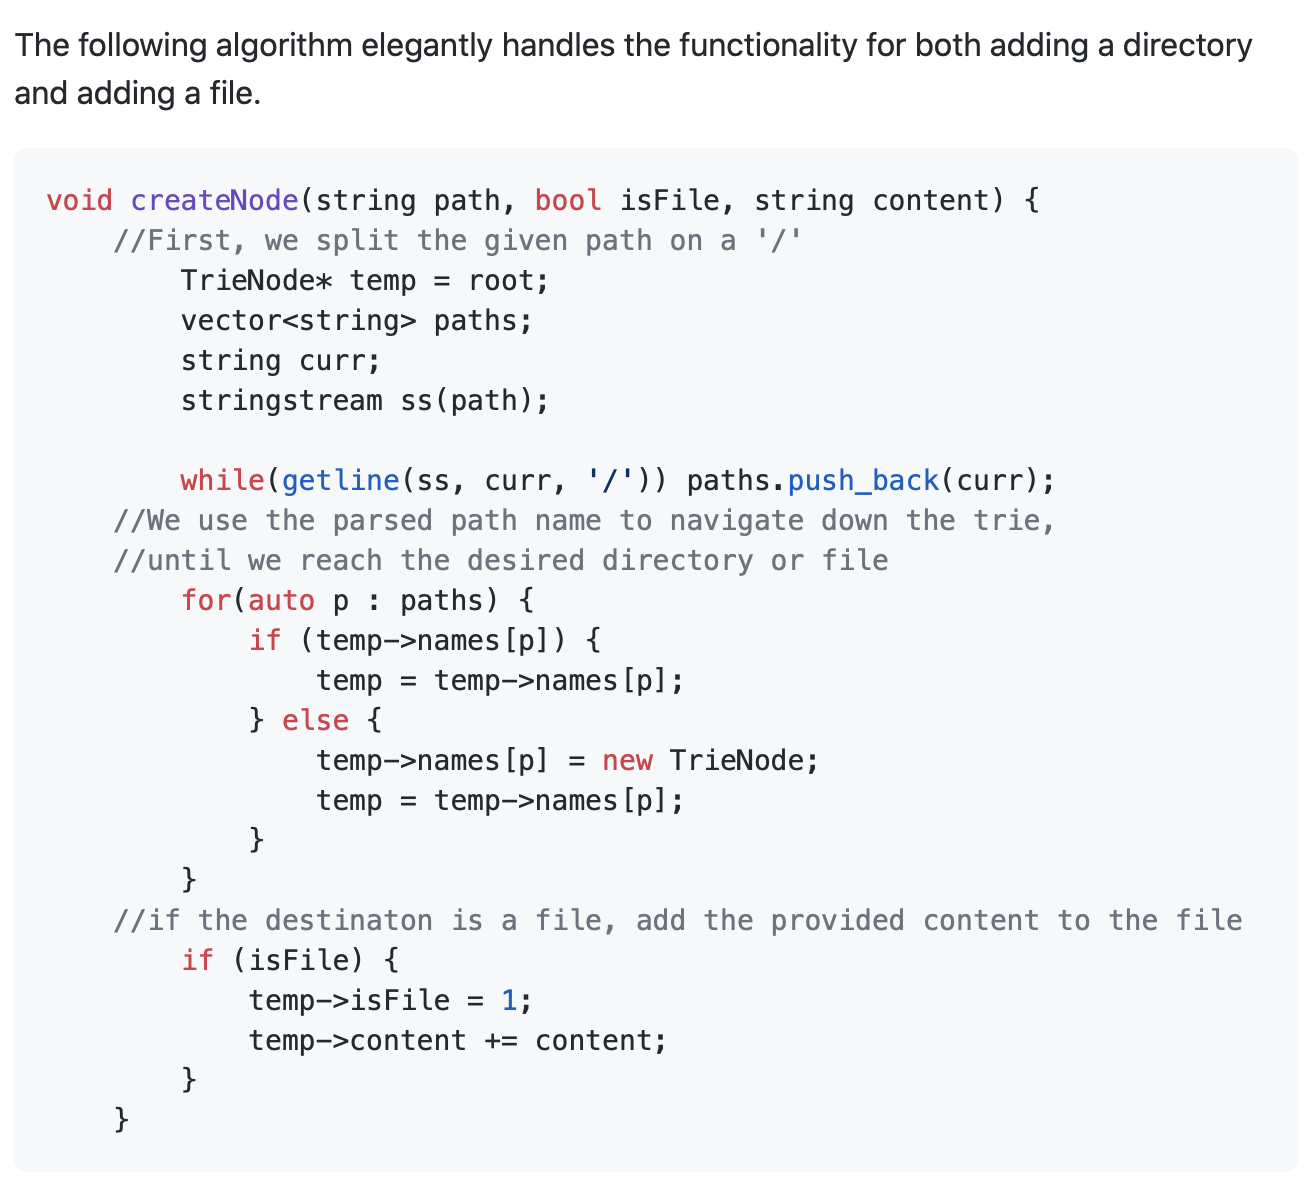 The following algorithm elegantly handles the functionality for both adding a directory
and adding a file.
void createNode(string path, bool isFile, string content) {
    //First, we split the given path on a '/'
        TrieNode* temp = root;
        vector<string> paths;
        string curr;
        stringstream ss(path);

        while(getline(ss, curr, '/')) paths.push_back(curr);
    //We use the parsed path name to navigate down the trie,
    //until we reach the desired directory or file
        for(auto p : paths) {
            if (temp->names[p]) {
                temp = temp->names[p];
            } else {
                temp->names[p] = new TrieNode;
                temp = temp->names[p];
            }
        }
    //if the destinaton is a file, add the provided content to the file
        if (isFile) {
            temp->isFile = 1;
            temp->content += content;
        }
    }